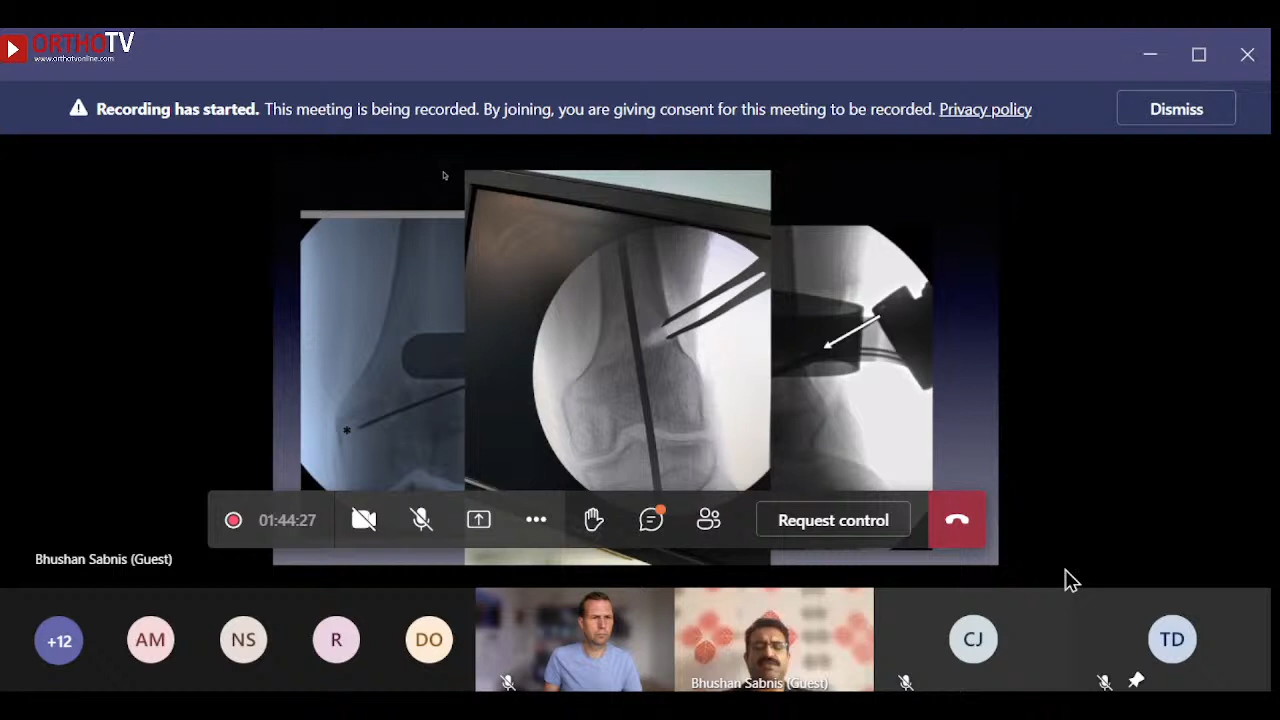 ORTHOTV
www.orthotvonline.com
Recording has started. This meeting is being recorded. By joining, you are giving consent for this meeting to be recorded. Privacy policy
Dismiss
*
01:44:27
Request control
Bhushan Sabnis (Guest)
+12
AM
NS
R
DO
Bhushan Sabnis (Guest)
CJ
TD